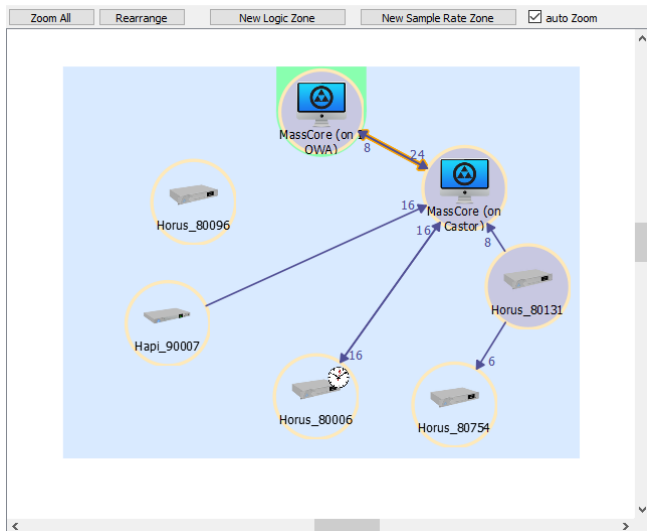 Zoom All
Rearrange
New Logic Zone
New Sample Rate Zone
auto Zoom
MassCore (on
OWA)
8
24
MassCore (on
Castor)
16
16
8
Horus_80096
Horus_80131
Hapi_90007
16
6
Horus_80006
Horus_80754